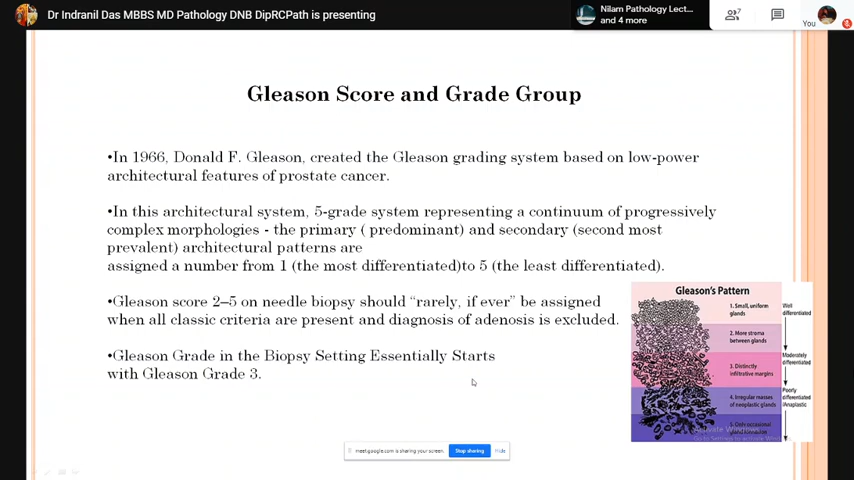 Dr Indranil Das MBBS MD Pathology DNB DipRCPath is presenting
Nilam Pathology Lect...
and 4 more
7
You
Gleason Score and Grade Group
•In 1966, Donald F. Gleason, created the Gleason grading system based on low-power
architectural features of prostate cancer.
•In this architectural system, 5-grade system representing a continuum of progressively
complex morphologies - the primary ( predominant) and secondary (second most
prevalent) architectural patterns are
assigned a number from 1 (the most differentiated)to 5 (the least differentiated).
•Gleason score 2–5 on needle biopsy should “rarely, if ever” be assigned
when all classic criteria are present and diagnosis of adenosis is excluded.
•Gleason Grade in the Biopsy Setting Essentially Starts
with Gleason Grade 3.
Gleason's Pattern
1. Small, uniform
glands
Well
differentiated
2. More stroma
between glands
3. Distinctly
infiltrative margins
Moderately
differentiated
4. Irregular masses
of neoplastic glands
Poorly
differentiated
/Anaplastic
5. Only occasional
gland formation
meet.google.com is sharing your screen.
Stop sharing
Hide